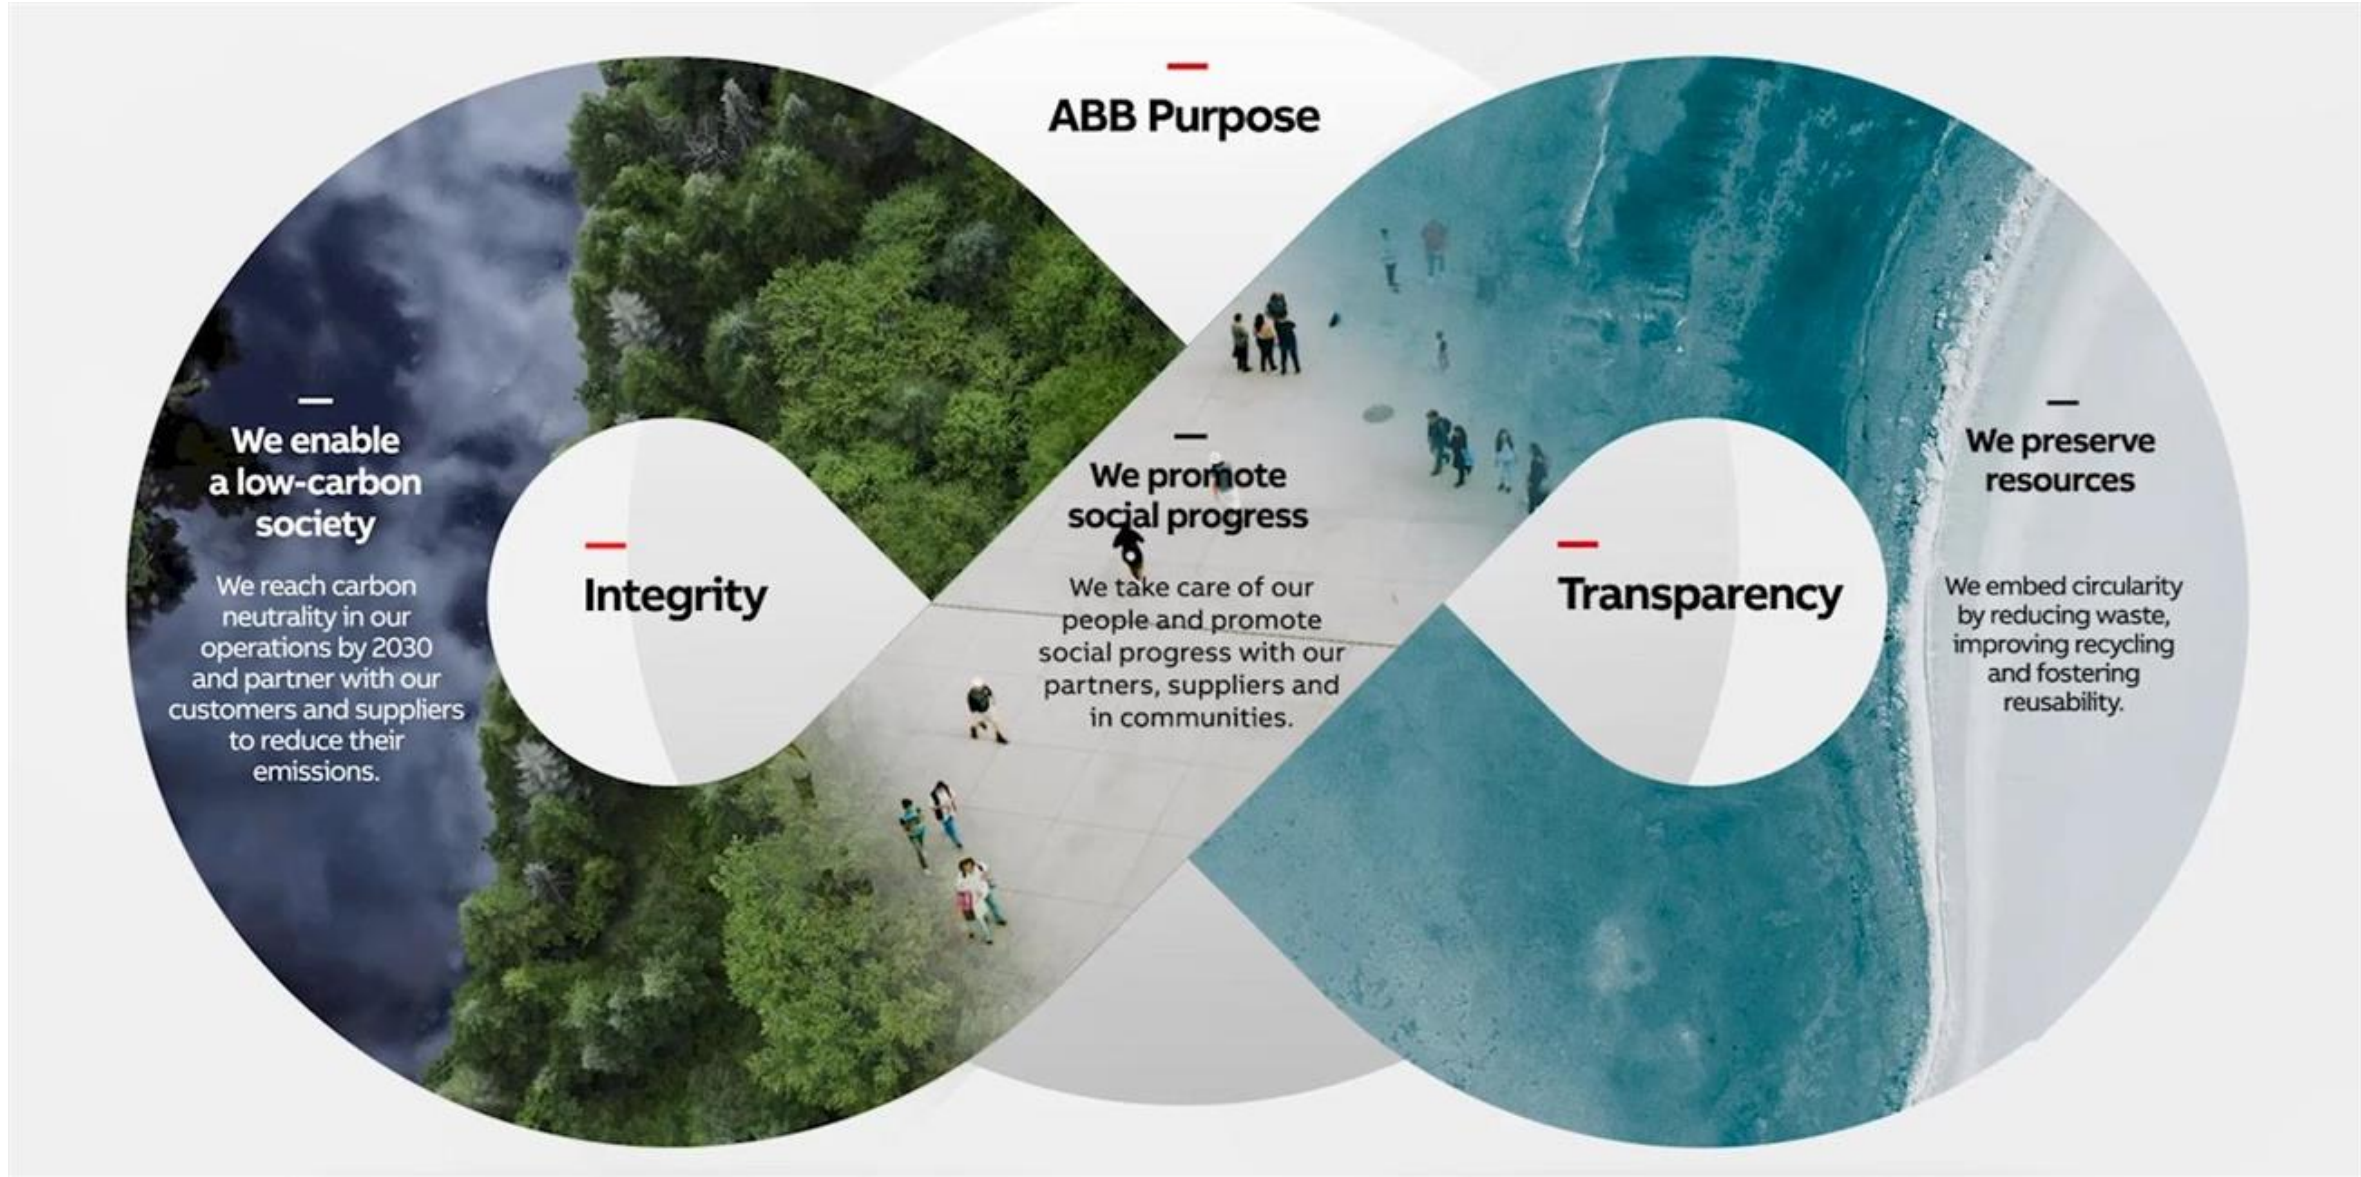 ABB Purpose
We enable
a low-carbon
society
We reach carbon
neutrality in our
operations by 2030
and partner with our
customers and suppliers
to reduce their
emissions.
Integrity
We promote
social progress
We take care of our
people and promote
social progress with our
partners, suppliers and
in communities.
Transparency
We preserve
resources
We embed circularity
by reducing waste,
improving recycling
and fostering
reusability.